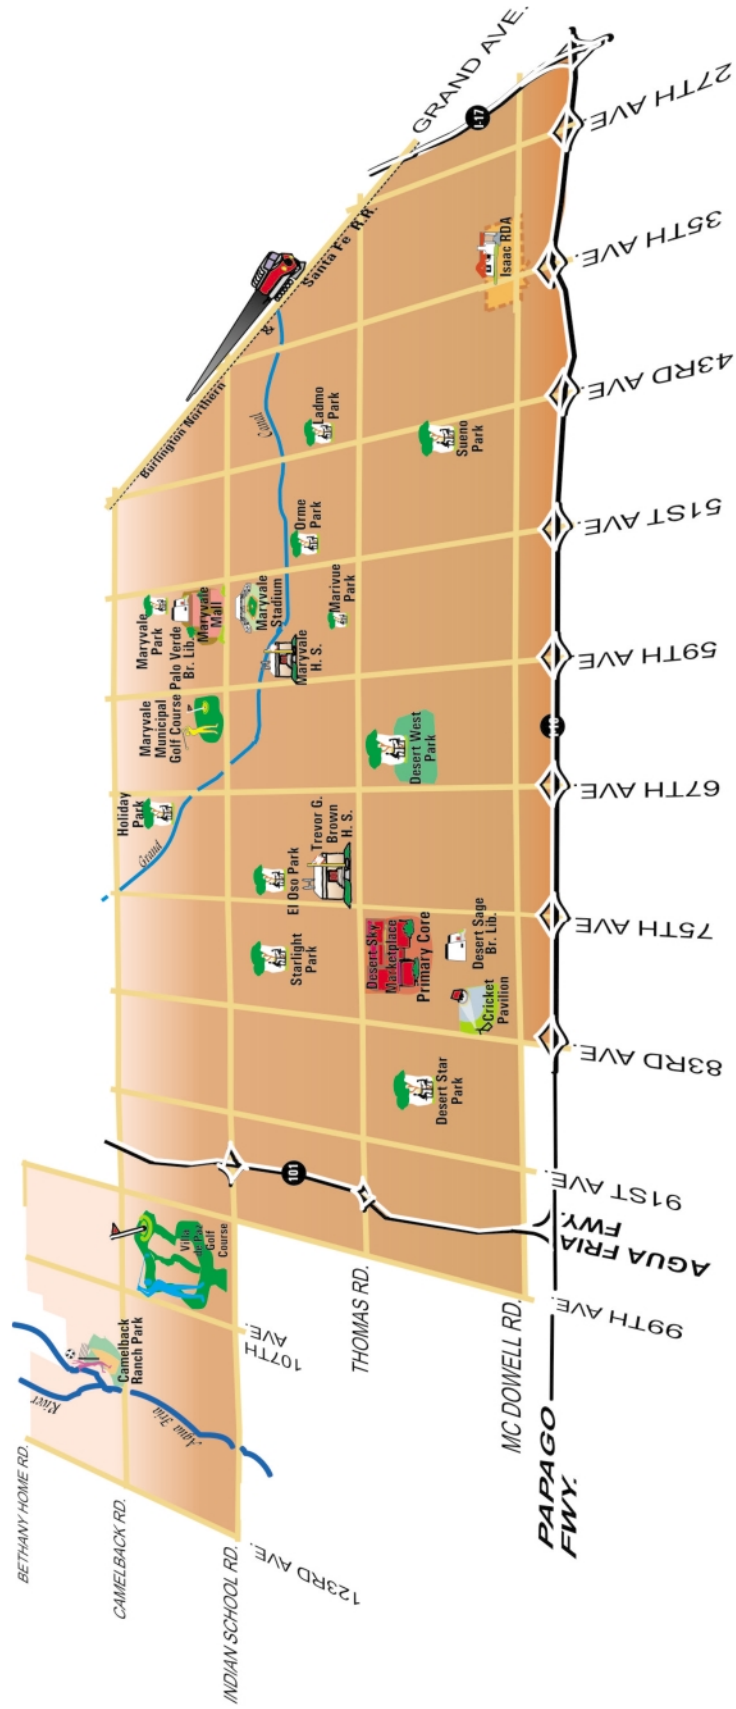 GRAND AVE.
I-17
27TH AVE.
35TH AVE.
43RD AVE.
51ST AVE.
59TH AVE.
67TH AVE.
75TH AVE.
83RD AVE.
91ST AVE.
AGUA FRIA
FWY.
99TH AVE.
107TH
AVE.
123RD AVE.
BETHANY HOME RD.
CAMELBACK RD.
INDIAN SCHOOL RD.
THOMAS RD.
MC DOWELL RD.
PAPAGO
FWY.
I-10
101
Burlington Northern
&
Santa Fe R.R.
Grand
Canal
Agua Fria
River
Isaac RDA
Ladmo
Park
Sueno
Park
Orme
Park
Marivue
Park
Maryvale
Park
Palo Verde
Br. Lib.
Maryvale
Mall
Maryvale
Stadium
Maryvale
H. S.
Maryvale
Municipal
Golf Course
Desert West
Park
Holiday
Park
El Oso Park
Trevor G.
Brown
H. S.
Starlight
Park
Desert Sky
Marketplace
Primary Core
Desert Sage
Br. Lib.
Cricket
Pavilion
Desert Star
Park
Villa
de Paz
Golf
Course
Camelback
Ranch Park